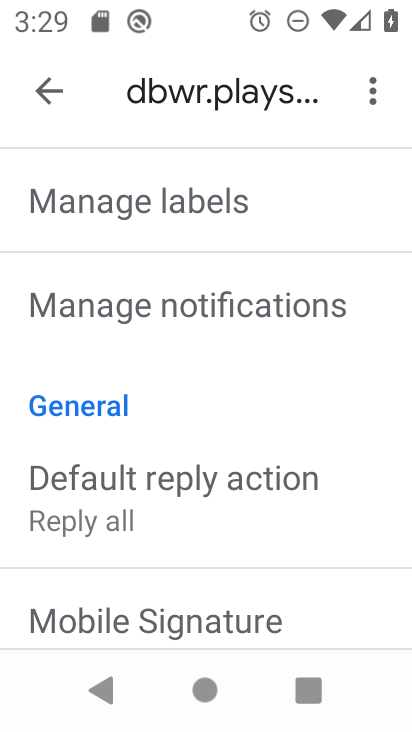 3:29
dbwr.plays...
Manage labels
Manage notifications
General
Default reply action
Reply all
Mobile Signature